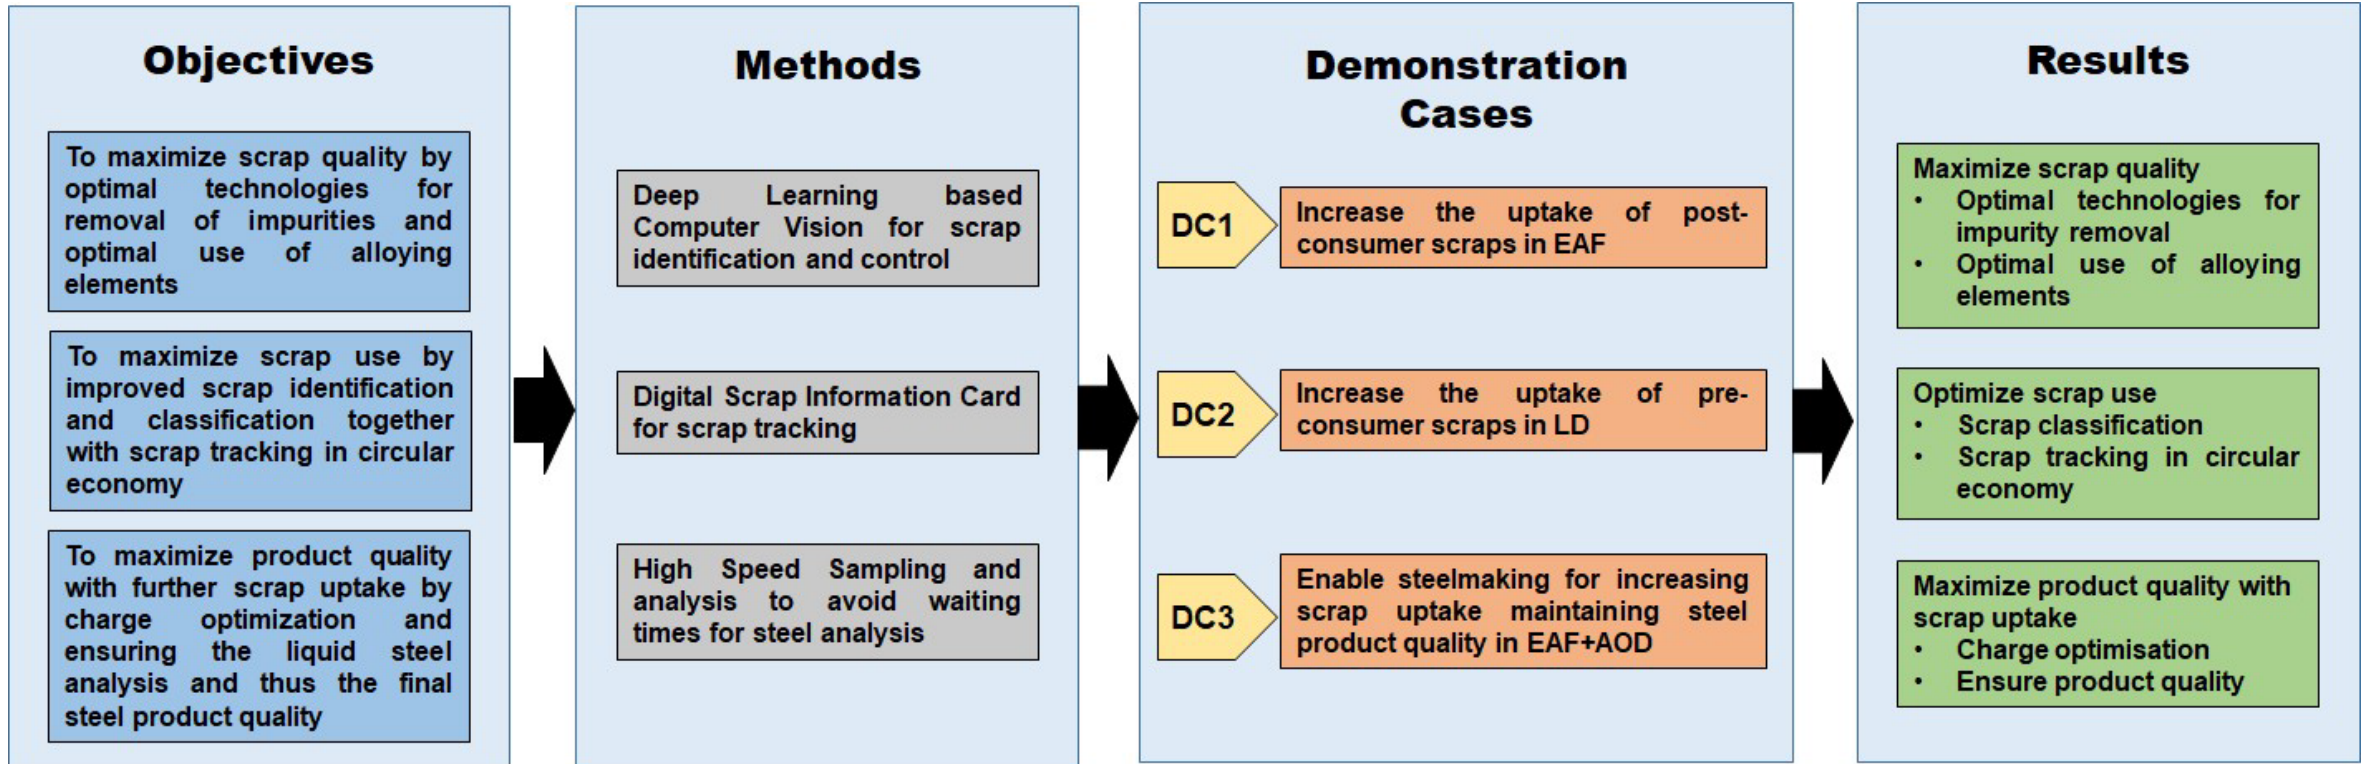 Objectives
To maximize scrap quality by
optimal technologies for
removal of impurities and
optimal use of alloying
elements
To maximize scrap use by
improved scrap identification
and classification together
with scrap tracking in circular
economy
To maximize product quality
with further scrap uptake by
charge optimization and
ensuring the liquid steel
analysis and thus the final
steel product quality
Methods
Deep Learning based
Computer Vision for scrap
identification and control
Digital Scrap Information Card
for scrap tracking
High Speed Sampling and
analysis to avoid waiting
times for steel analysis
Demonstration
Cases
DC1
Increase the uptake of post-
consumer scraps in EAF
DC2
Increase the uptake of pre-
consumer scraps in LD
DC3
Enable steelmaking for increasing
scrap uptake maintaining steel
product quality in EAF+AOD
Results
Maximize scrap quality
• Optimal technologies for
impurity removal
• Optimal use of alloying
elements
Optimize scrap use
• Scrap classification
• Scrap tracking in circular
economy
Maximize product quality with
scrap uptake
• Charge optimisation
• Ensure product quality